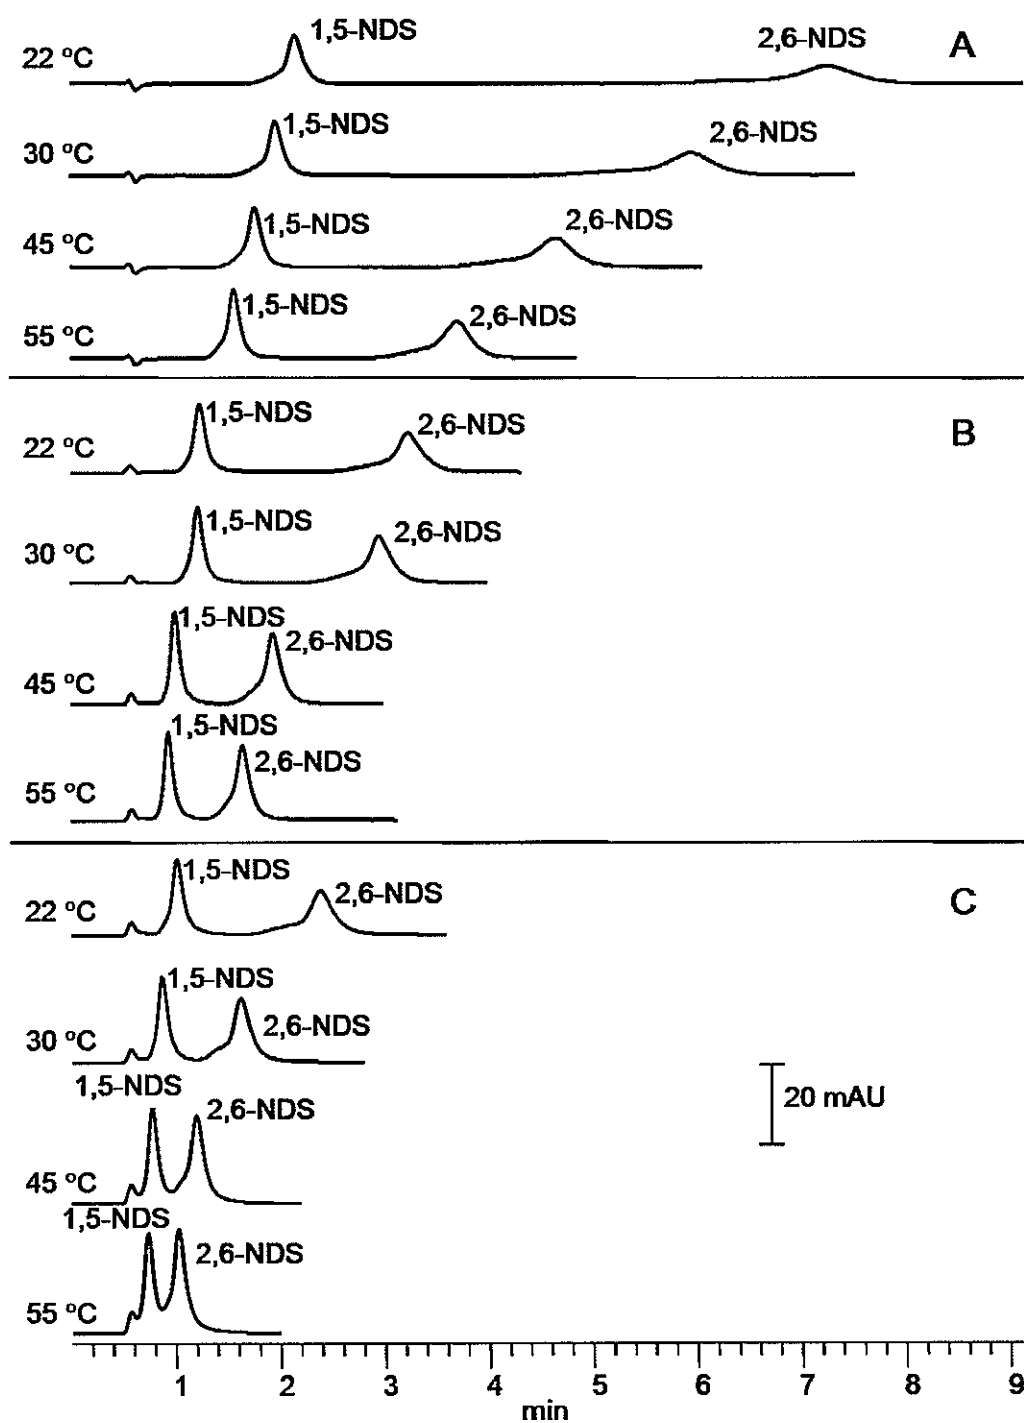 1,5-NDS
2,6-NDS
A
22 °C
1,5-NDS
2,6-NDS
30 °C
1,5-NDS
2,6-NDS
45 °C
1,5-NDS
2,6-NDS
55 °C
1,5-NDS
2,6-NDS
B
22 °C
1,5-NDS
2,6-NDS
30 °C
1,5-NDS
2,6-NDS
45 °C
1,5-NDS
2,6-NDS
55 °C
1,5-NDS
2,6-NDS
C
22 °C
1,5-NDS
2,6-NDS
30 °C
1,5-NDS
2,6-NDS
20 mAU
45 °C
1,5-NDS
2,6-NDS
55 °C
1 2 3 4 5 6 7 8 9
min